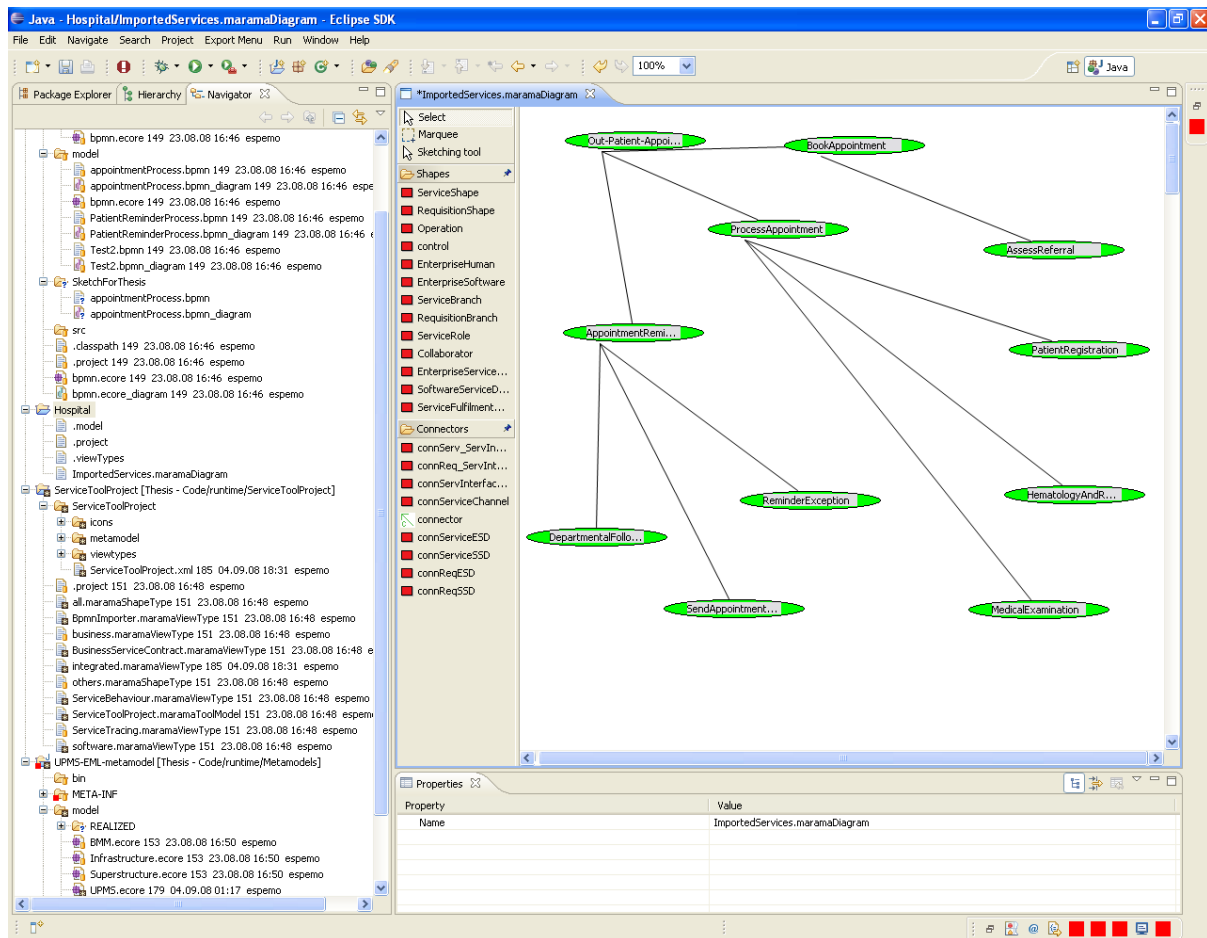 Java - Hospital/ImportedServices.maramaDiagram - Eclipse SDK
File Edit Navigate Search Project Export Menu Run Window Help
100%
Java
Package Explorer Hierarchy Navigator
bpmn.ecore 149 23.08.08 16:46 espemo
model
appointmentProcess.bpmn 149 23.08.08 16:46 espemo
appointmentProcess.bpmn_diagram 149 23.08.08 16:46 espe
bpmn.ecore 149 23.08.08 16:46 espemo
PatientReminderProcess.bpmn 149 23.08.08 16:46 espemo
PatientReminderProcess.bpmn_diagram 149 23.08.08 16:46
Test2.bpmn 149 23.08.08 16:46 espemo
Test2.bpmn_diagram 149 23.08.08 16:46 espemo
SketchForThesis
appointmentProcess.bpmn
appointmentProcess.bpmn_diagram
src
.classpath 149 23.08.08 16:46 espemo
.project 149 23.08.08 16:46 espemo
bpmn.ecore 149 23.08.08 16:46 espemo
bpmn.ecore_diagram 149 23.08.08 16:46 espemo
Hospital
.model
.project
.viewTypes
ImportedServices.maramaDiagram
ServiceToolProject [Thesis - Code/runtime/ServiceToolProject]
ServiceToolProject
icons
metamodel
viewtypes
ServiceToolProject.xml 185 04.09.08 18:31 espemo
.project 151 23.08.08 16:48 espemo
all.maramaShapeType 151 23.08.08 16:48 espemo
BpmnImporter.maramaViewType 151 23.08.08 16:48 espemo
business.maramaViewType 151 23.08.08 16:48 espemo
BusinessServiceContract.maramaViewType 151 23.08.08 16:48 e
integrated.maramaViewType 185 04.09.08 18:31 espemo
others.maramaShapeType 151 23.08.08 16:48 espemo
ServiceBehaviour.maramaViewType 151 23.08.08 16:48 espemo
ServiceToolProject.maramaToolModel 151 23.08.08 16:48 espem
ServiceTracing.maramaViewType 151 23.08.08 16:48 espemo
software.maramaViewType 151 23.08.08 16:48 espemo
UPMS-EML-metamodel [Thesis - Code/runtime/Metamodels]
bin
META-INF
model
REALIZED
BMM.ecore 153 23.08.08 16:50 espemo
Infrastructure.ecore 153 23.08.08 16:50 espemo
Superstructure.ecore 153 23.08.08 16:50 espemo
UPMS.ecore 179 04.09.08 01:17 espemo
*ImportedServices.maramaDiagram
Select
Marquee
Sketching tool
Shapes
ServiceShape
RequisitionShape
Operation
control
EnterpriseHuman
EnterpriseSoftware
ServiceBranch
RequisitionBranch
ServiceRole
Collaborator
EnterpriseService...
SoftwareServiceD...
ServiceFulfilment...
Connectors
connServ_ServIn...
connReq_ServInt...
connServInterfac...
connServiceChannel
connector
connServiceESD
connServiceSSD
connReqESD
connReqSSD
Out-Patient-Appoi...
BookAppointment
ProcessAppointment
AssessReferral
AppointmentRemi...
PatientRegistration
ReminderException
HematologyAndR...
DepartmentalFollo...
SendAppointment...
MedicalExamination
Properties
Property Value
Name ImportedServices.maramaDiagram